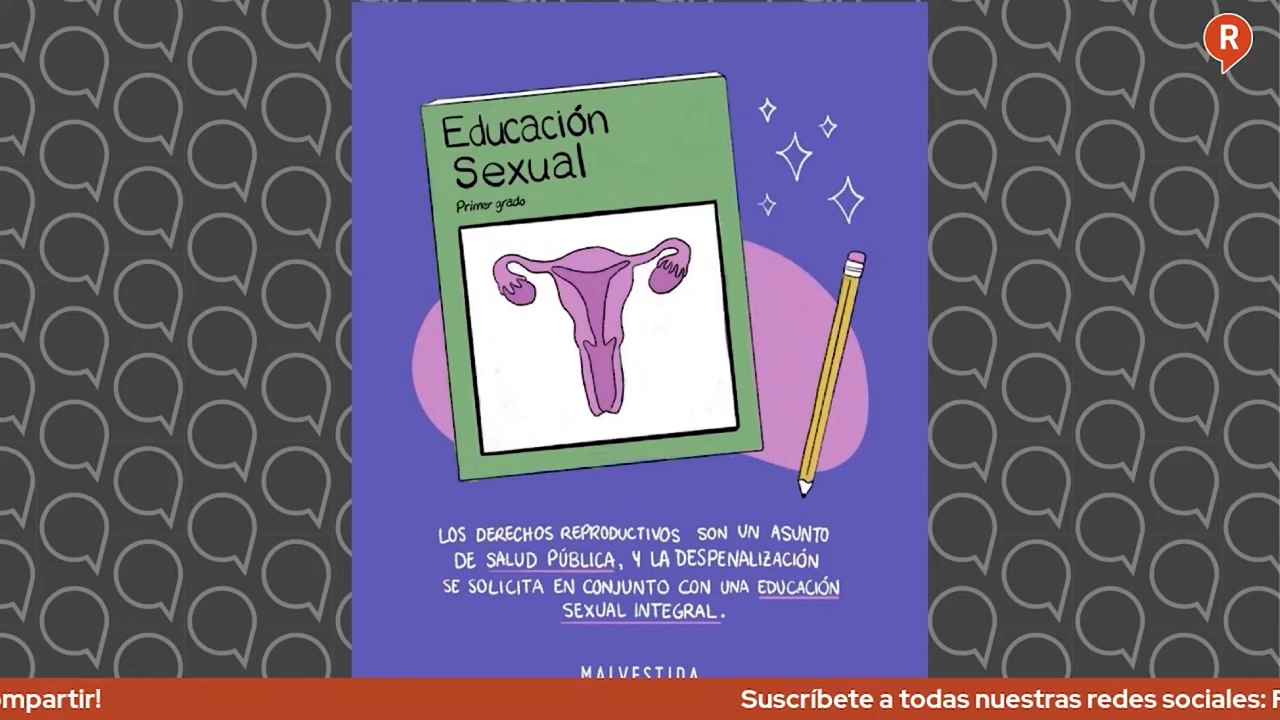 R
Educación
Sexual
Primer grado
LOS DERECHOS REPRODUCTIVOS SON UN ASUNTO
DE SALUD PÚBLICA, Y LA DESPENALIZACIÓN
SE SOLICITA EN CONJUNTO CON UNA EDUCACIÓN
SEXUAL INTEGRAL.
MALVESTIDA
ompartir! Suscríbete a todas nuestras redes sociales: F